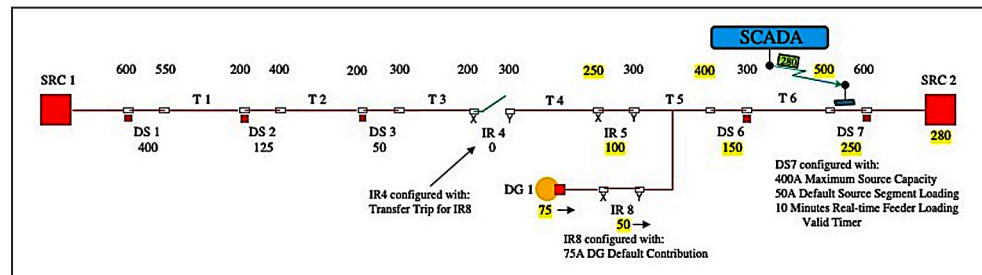 SCADA
280
600 550 200 400 200 300 200 300 250 300 400 300 500 600
SRC 1 SRC 2
T 1 T 2 T 3 T 4 T 5 T 6
DS 1 DS 2 DS 3 IR 4 IR 5 DS 6 DS 7
400 125 50 0 100 150 250 280
IR4 configured with:
Transfer Trip for IR8
DG 1
75
IR 8
50
IR8 configured with:
75A DG Default Contribution
DS7 configured with:
400A Maximum Source Capacity
50A Default Source Segment Loading
10 Minutes Real-time Feeder Loading
Valid Timer